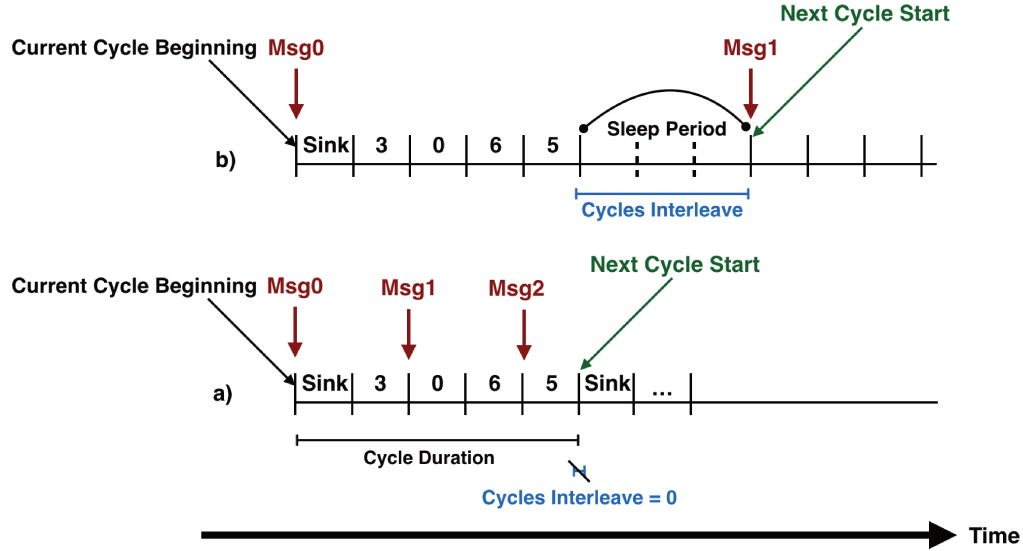 Next Cycle Start
Current Cycle Beginning Msg0 Msg1
Sleep Period
b) Sink 3 0 6 5
Cycles Interleave
Next Cycle Start
Current Cycle Beginning Msg0 Msg1 Msg2
a) Sink 3 0 6 5 Sink ...
Cycle Duration
Cycles Interleave = 0
Time